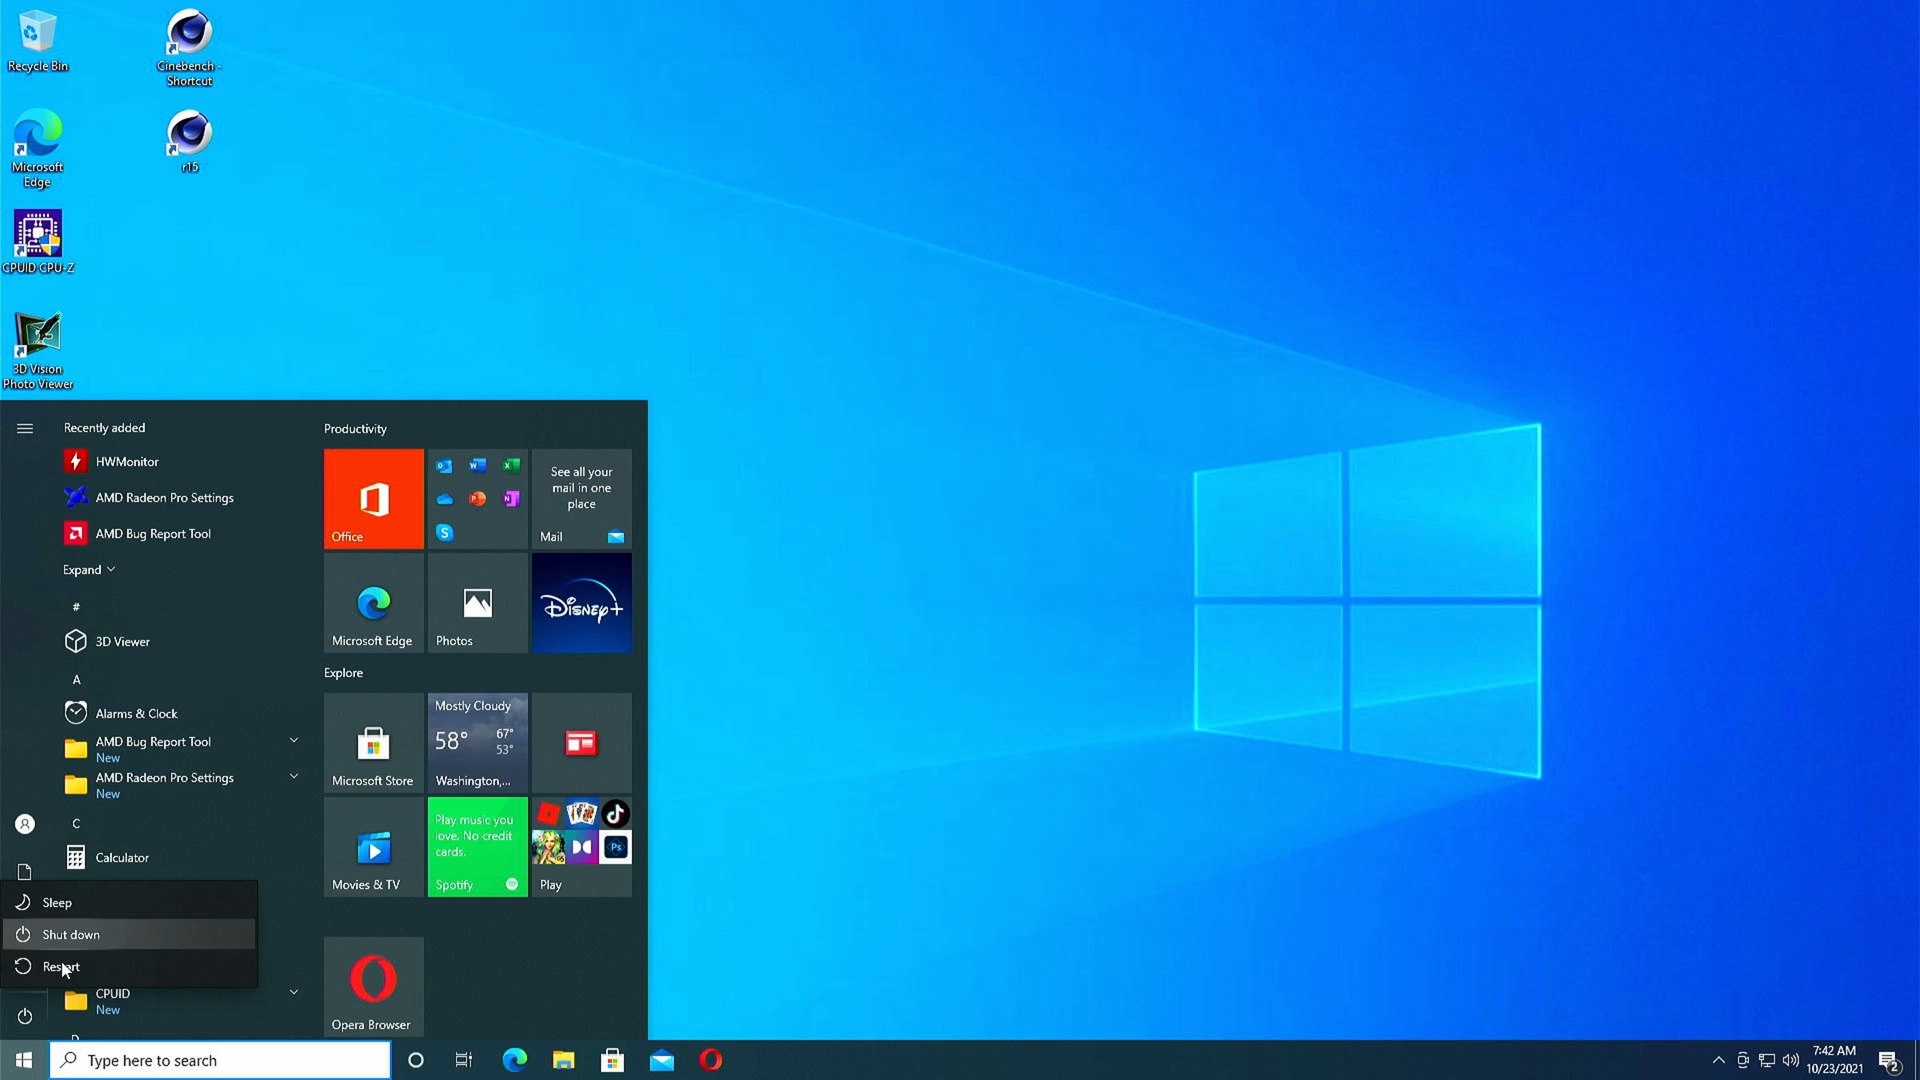 Recycle Bin
Cinebench -
Shortcut
Microsoft
Edge
r15
CPUID CPU-Z
3D Vision
Photo Viewer
Recently added
HWMonitor
AMD Radeon Pro Settings
AMD Bug Report Tool
Expand
#
3D Viewer
A
Alarms & Clock
AMD Bug Report Tool
New
AMD Radeon Pro Settings
New
C
Calculator
Sleep
Shut down
Restart
CPUID
New
Productivity
Office
See all your
mail in one
place
Mail
Microsoft Edge
Photos
Disney+
Explore
Microsoft Store
Mostly Cloudy
58°
67°
53°
Washington,...
Movies & TV
Play music you
love. No credit
cards.
Spotify
Ps
Play
Opera Browser
Type here to search
7:42 AM
10/23/2021
2